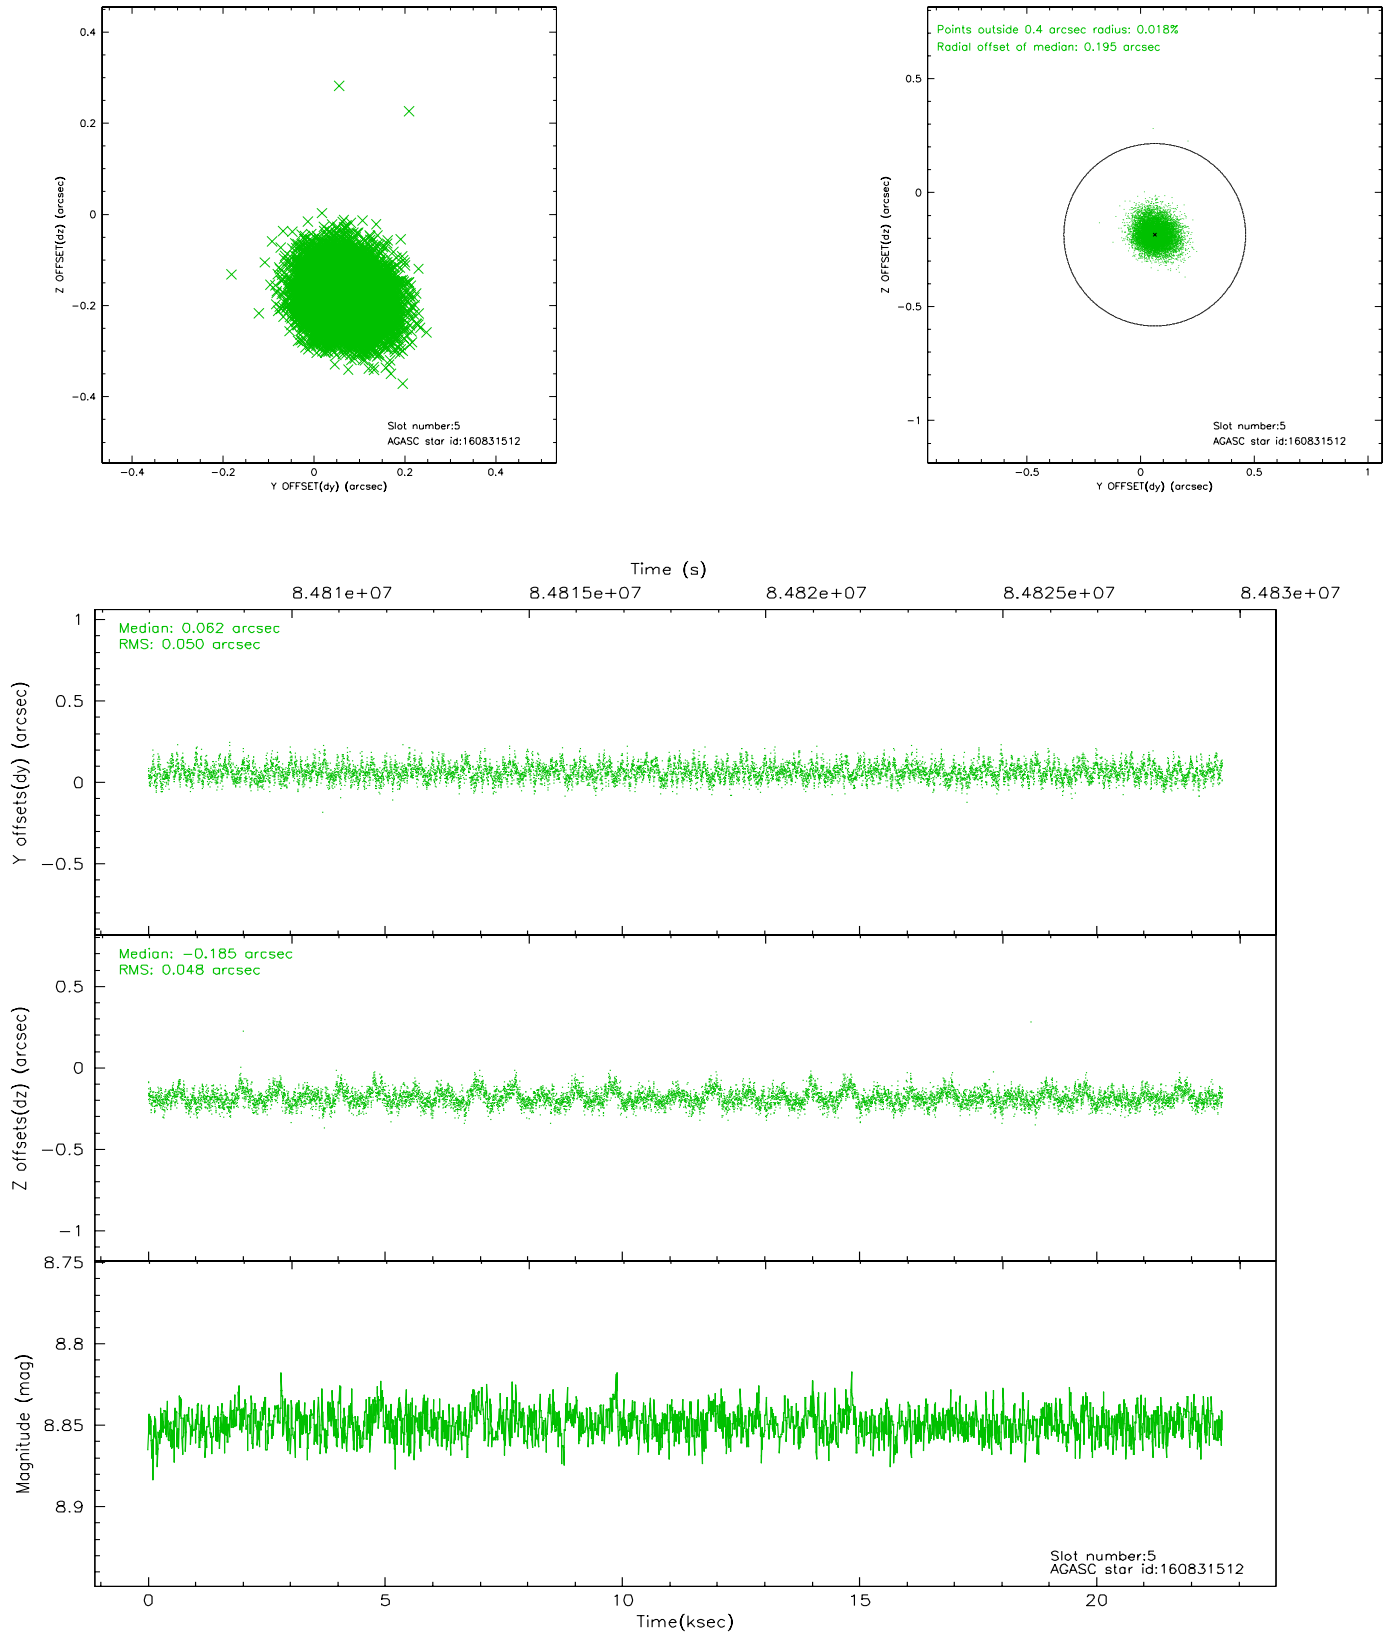 0.4
0.2
0
−0.2
−0.4
Z OFFSET(dz) (arcsec)
−0.4 −0.2 0 0.2 0.4
Y OFFSET(dy) (arcsec)
Slot number:5
AGASC star id:160831512
Points outside 0.4 arcsec radius: 0.018%
Radial offset of median: 0.195 arcsec
0.5
0
−0.5
−1
Z OFFSET(dz) (arcsec)
−0.5 0 0.5 1
Y OFFSET(dy) (arcsec)
Slot number:5
AGASC star id:160831512
Time (s)
8.481e+07 8.4815e+07 8.482e+07 8.4825e+07 8.483e+07
Median: 0.062 arcsec
RMS: 0.050 arcsec
1
0.5
0
−0.5
Y offsets(dy) (arcsec)
Median: −0.185 arcsec
RMS: 0.048 arcsec
0.5
0
−0.5
−1
Z offsets(dz) (arcsec)
8.75
8.8
8.85
8.9
Magnitude (mag)
Slot number:5
AGASC star id:160831512
0 5 10 15 20
Time(ksec)